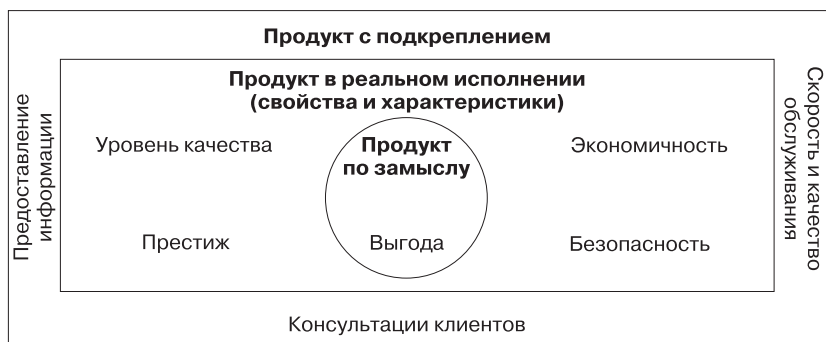 Продукт с подкреплением
Продукт в реальном исполнении
(свойства и характеристики)
Предоставление
информации
Скорость и качество
обслуживания
Уровень качества
Продукт
по замыслу
Экономичность
Престиж
Выгода
Безопасность
Консультации клиентов